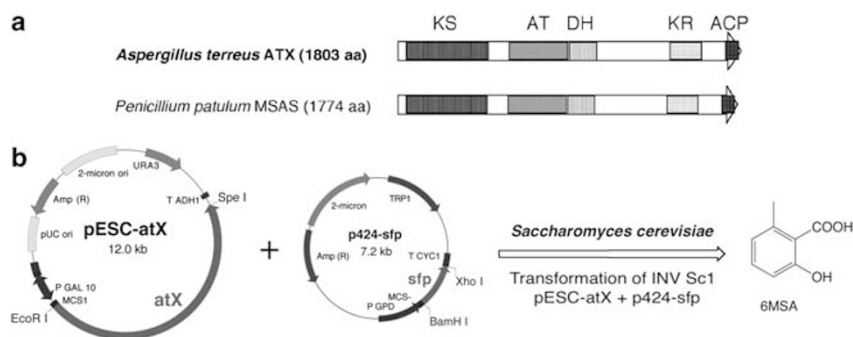 a
KS AT DH KR ACP
Aspergillus terreus ATX (1803 aa)
Penicillium patulum MSAS (1774 aa)
b
2-micron ori
URA3
Amp (R)
T ADH1
Spe I
pUC ori
pESC-atX
12.0 kb
P GAL 10
MCS1
atX
EcoR I
+
2-micron
TRP1
p424-sfp
7.2 kb
Amp (R)
T CYC1
sfp
Xho I
MCS-
P GPD
BamH I
Saccharomyces cerevisiae
Transformation of INV Sc1
pESC-atX + p424-sfp
COOH
OH
6MSA